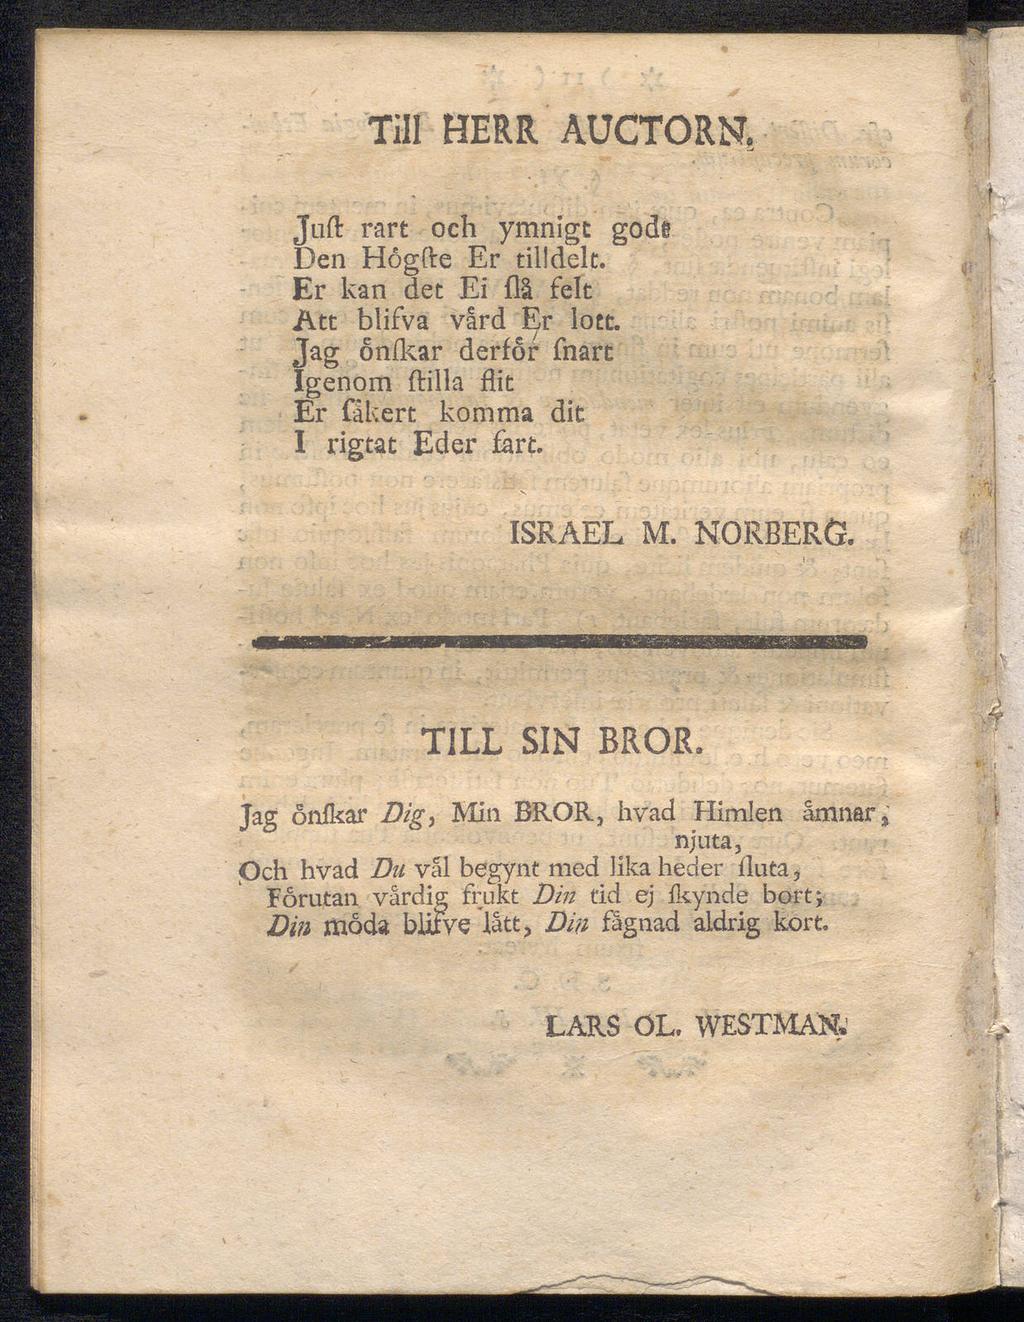 Till HERR AUCTORN.
Juſt rart och ymnigt godt
Den Högſte Er tilldelt.
Er kan det Ei ſlå felt
Att blifva vård Er lott.
Jag önſkar derför ſnart
Igenom ſtilla flit
Er ſäkert komma dit
I rigtat Eder fart.
ISRAEL M. NORBERG.
TILL SIN BROR.
Jag önſkar Dig, Min BROR, hvad Himlen ämnar,
njuta,
Och hvad Du väl begynt med lika heder ſluta,
Förutan värdig frukt Din tid ej ſkynde bort;
Din möda blifve lätt, Din fägnad aldrig kort.
LARS OL. WESTMAN.